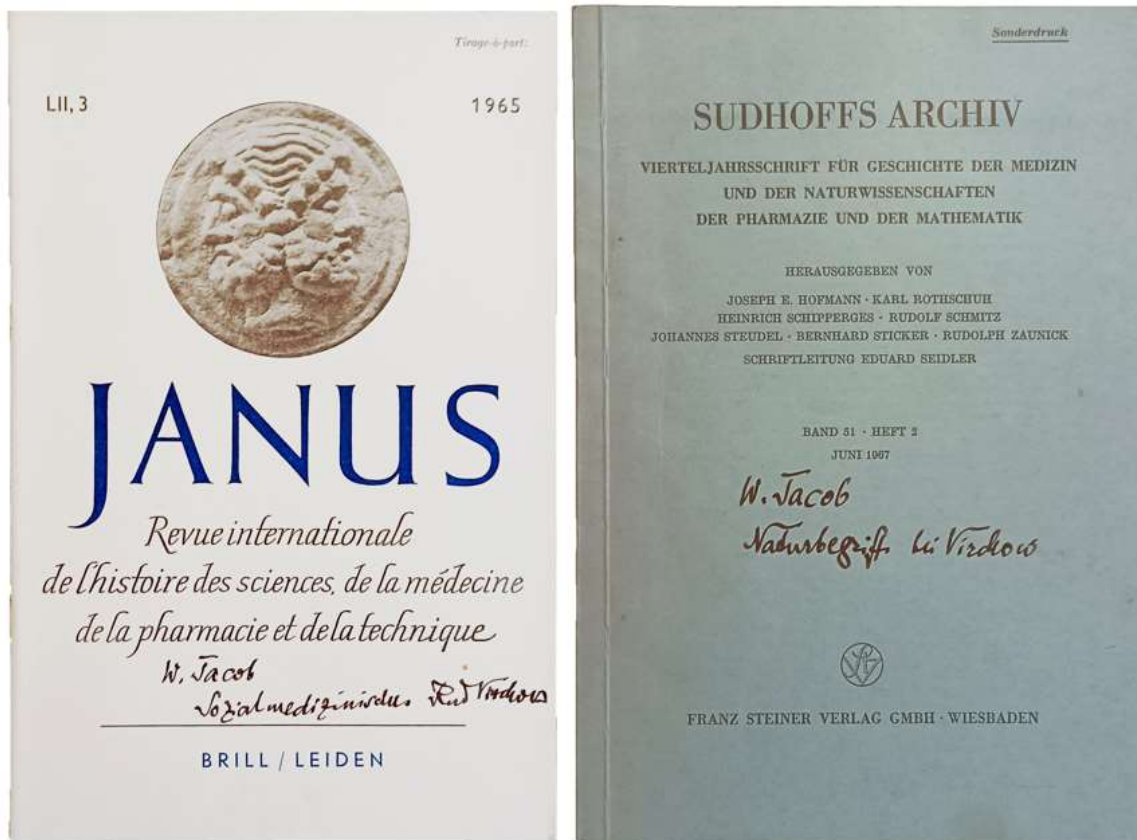 Tirage-à-part:
LII, 3
1965
JANUS
Revue internationale
de l'histoire des sciences, de la médecine
de la pharmacie et de la technique
W. Jacob
Sozialmedizinisches Rud Virchows
BRILL / LEIDEN
Sonderdruck
SUDHOFFS ARCHIV
VIERTELJAHRSSCHRIFT FÜR GESCHICHTE DER MEDIZIN
UND DER NATURWISSENSCHAFTEN
DER PHARMAZIE UND DER MATHEMATIK
HERAUSGEGEBEN VON
JOSEPH E. HOFMANN · KARL ROTHSCHUH
HEINRICH SCHIPPERGES · RUDOLF SCHMITZ
JOHANNES STEUDEL · BERNHARD STICKER · RUDOLPH ZAUNICK
SCHRIFTLEITUNG EDUARD SEIDLER
BAND 51 · HEFT 2
JUNI 1967
W. Jacob
Naturbegriff bei Virchow
FRANZ STEINER VERLAG GMBH · WIESBADEN